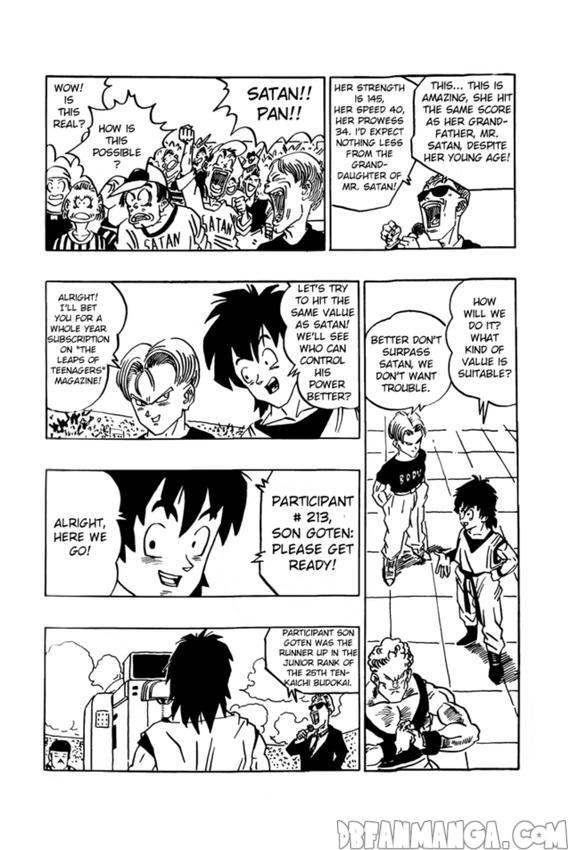 THIS... THIS IS
AMAZING, SHE HIT
THE SAME SCORE
AS HER GRAND-
FATHER, MR.
SATAN, DESPITE
HER YOUNG AGE!
HER STRENGTH
IS 145,
HER SPEED 40,
HER PROWESS
34. I'D EXPECT
NOTHING LESS
FROM THE
GRAND-
DAUGHTER OF
MR. SATAN!
SATAN!!
PAN!!
HOW IS
THIS
POSSIBLE
?
WOW!
IS
THIS
REAL?
SATAN
SATAN
HOW
WILL WE
DO IT?
WHAT
KIND OF
VALUE IS
SUITABLE?
BETTER DON'T
SURPASS
SATAN, WE
DON'T WANT
TROUBLE.
BODY
LET'S TRY
TO HIT THE
SAME VALUE
AS SATAN!
WE'LL SEE
WHO CAN
CONTROL
HIS
POWER
BETTER?
ALRIGHT!
I'LL BET
YOU FOR A
WHOLE YEAR
SUBSCRIPTION
ON "THE
LEAPS OF
TEENAGERS"
MAGAZINE!
PARTICIPANT
# 213,
SON GOTEN:
PLEASE GET
READY!
ALRIGHT,
HERE WE
GO!
PARTICIPANT SON
GOTEN WAS THE
RUNNER UP IN THE
JUNIOR RANK OF
THE 25TH TEN-
KAICHI BUDOKAI.
DBFANMANGA.COM